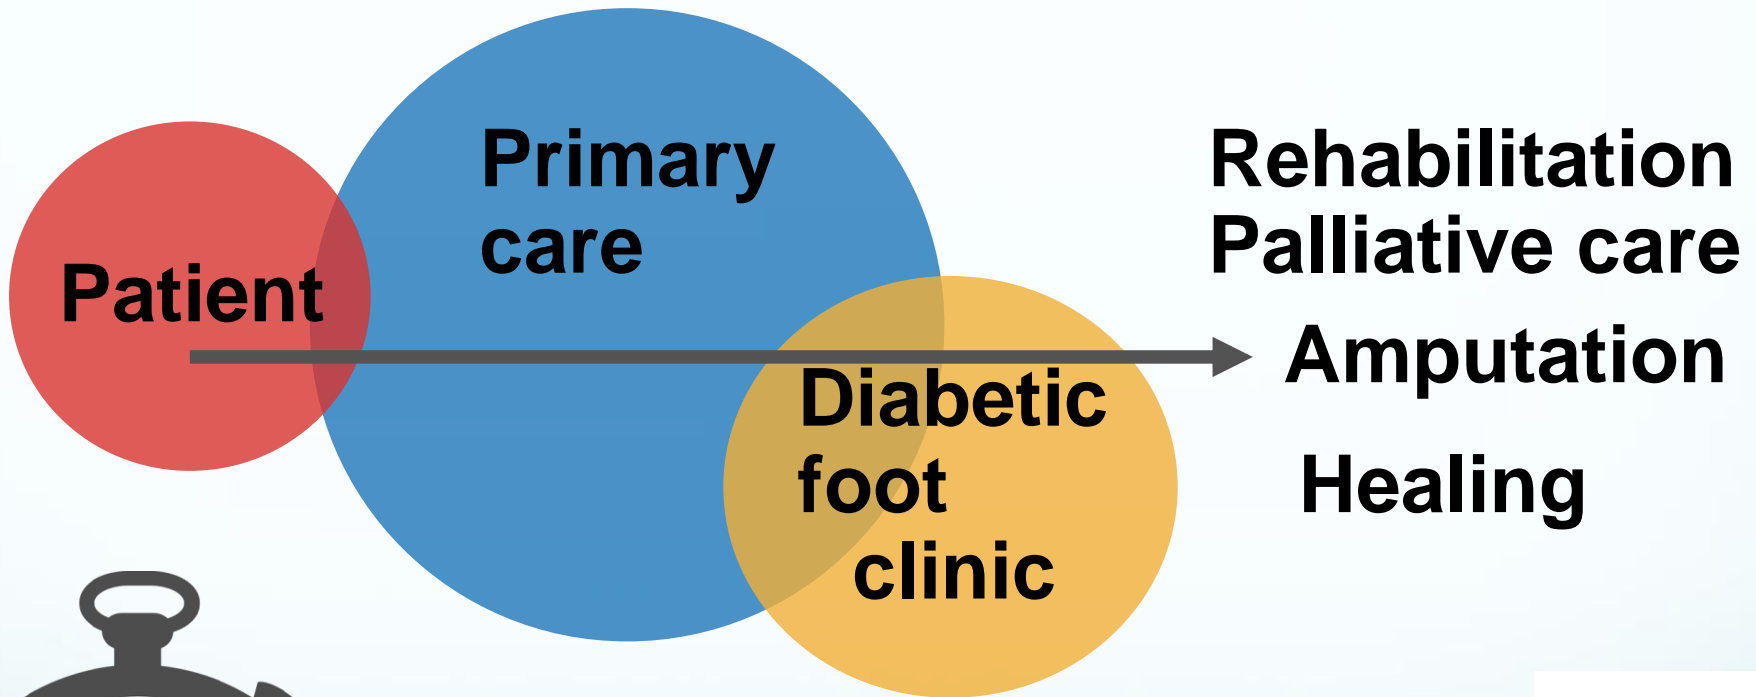 Patient
Primary
care
Diabetic
foot
clinic
Rehabilitation
Palliative care
Amputation
Healing